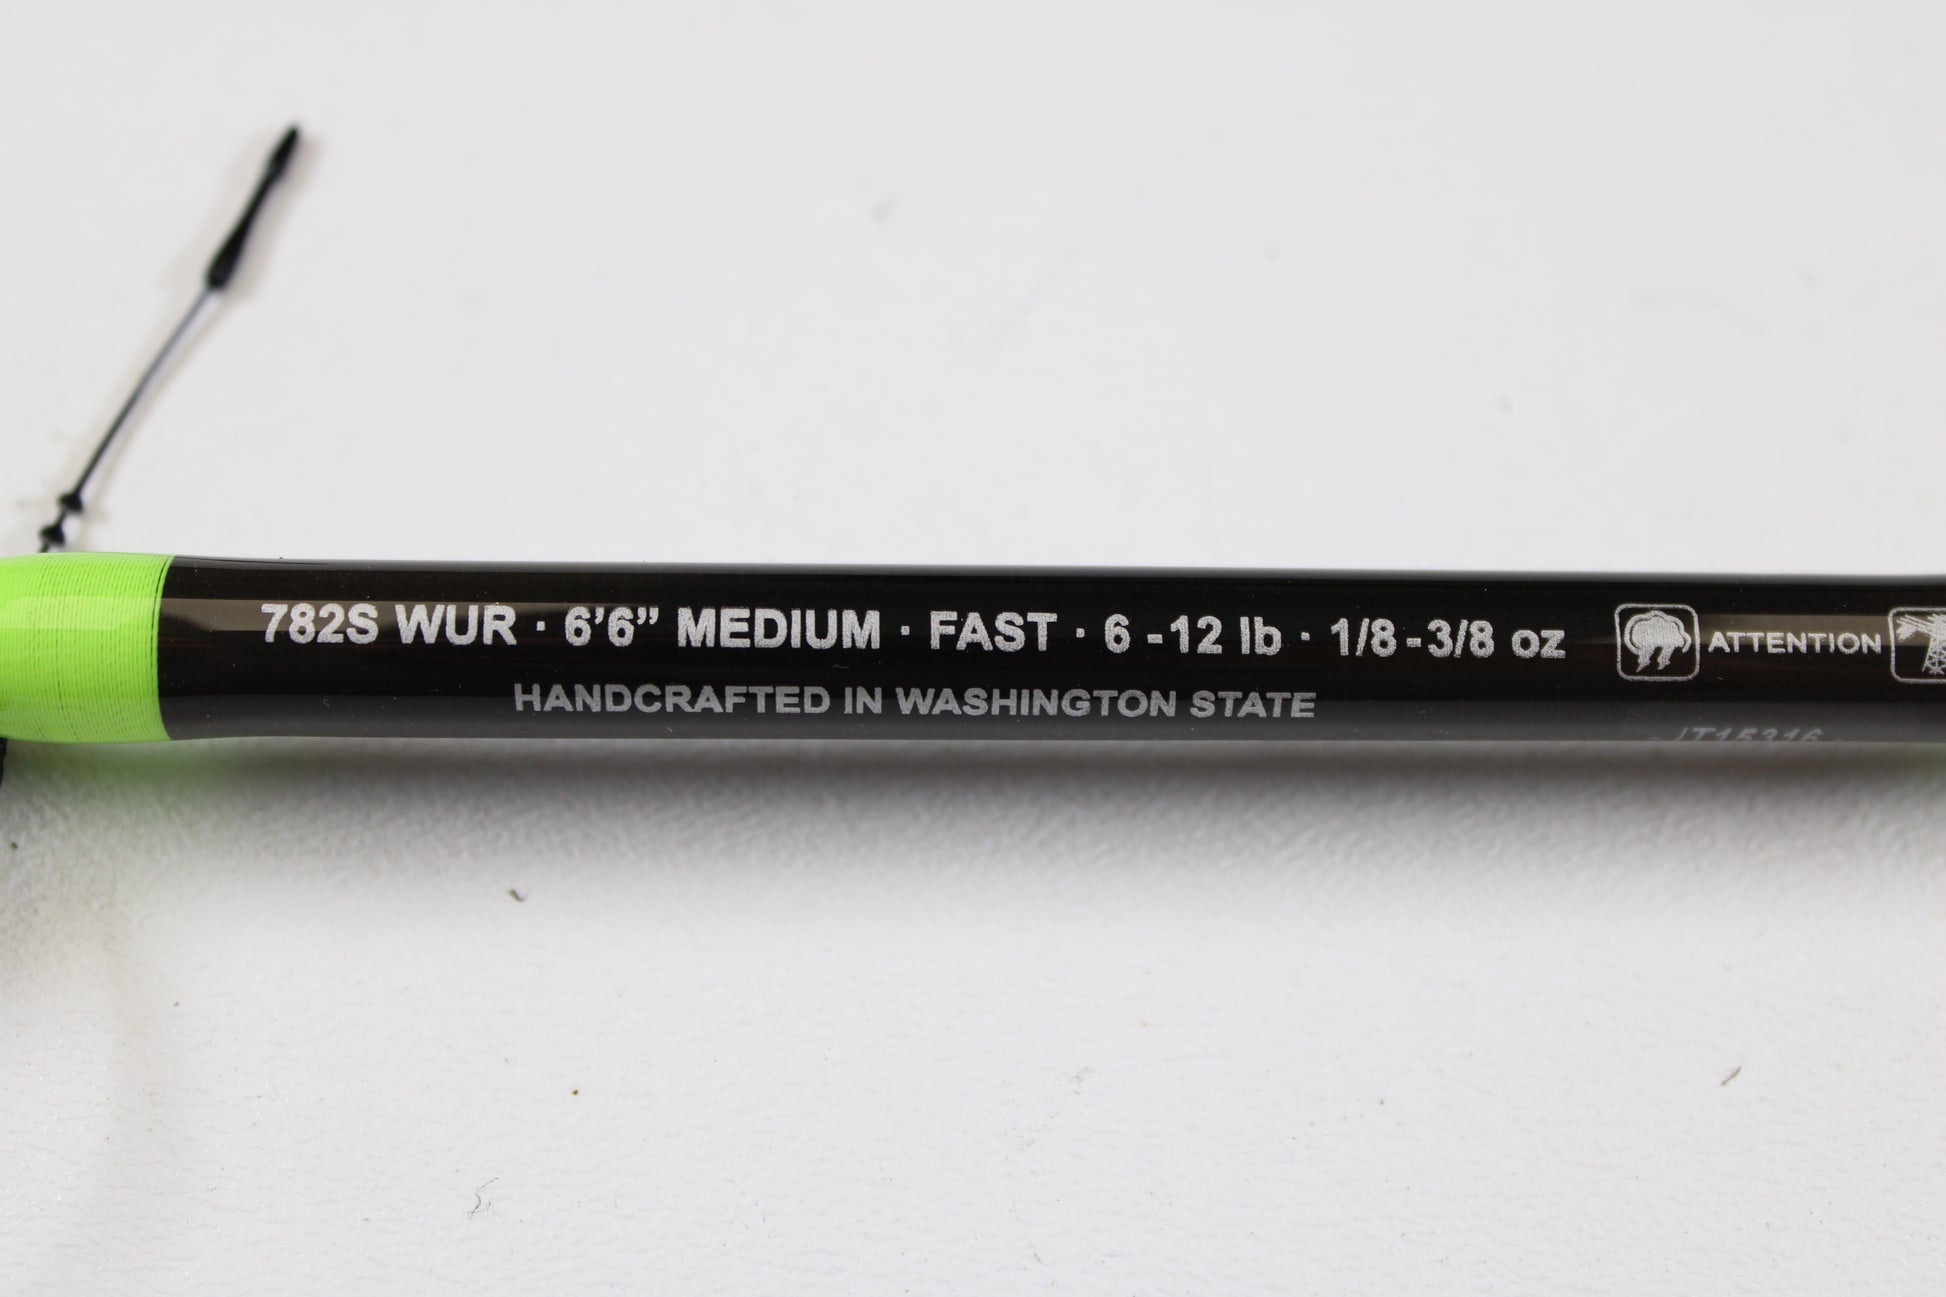 782S WUR · 6'6" MEDIUM · FAST · 6 -12 lb · 1/8 -3/8 oz ATTENTION
HANDCRAFTED IN WASHINGTON STATE